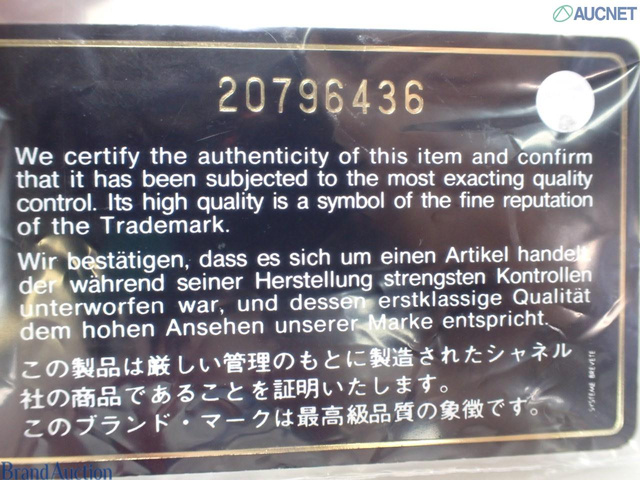 AUCNET
20796436
We certify the authenticity of this item and confirm
that it has been subjected to the most exacting quality
control. Its high quality is a symbol of the fine reputation
of the Trademark.
Wir bestätigen, dass es sich um einen Artikel handelt,
der während seiner Herstellung strengsten Kontrollen
unterworfen war, und dessen erstklassige Qualität
dem hohen Ansehen unserer Marke entspricht.
この製品は厳しい管理のもとに製造されたシャネル
社の商品であることを証明いたします。
このブランド・マークは最高級品質の象徴です。
SYSTEME BREVETE
BrandAuction